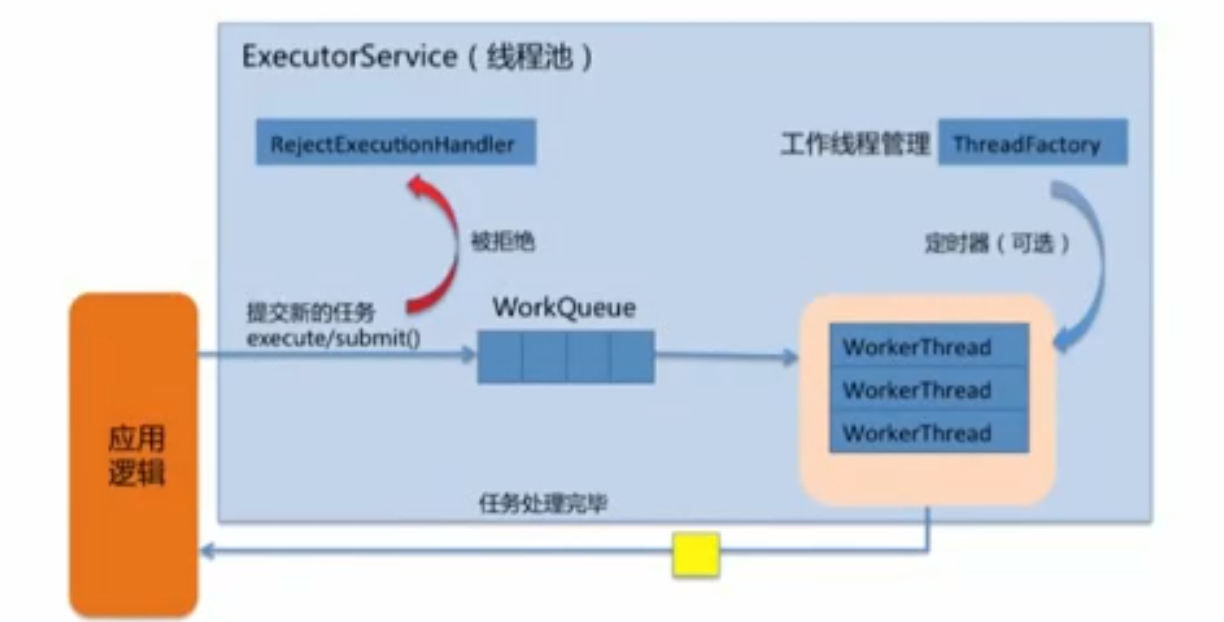 ExecutorService（线程池）
RejectExecutionHandler
工作线程管理
ThreadFactory
被拒绝
定时器（可选）
提交新的任务
execute/submit()
WorkQueue
WorkerThread
WorkerThread
WorkerThread
应用
逻辑
任务处理完毕